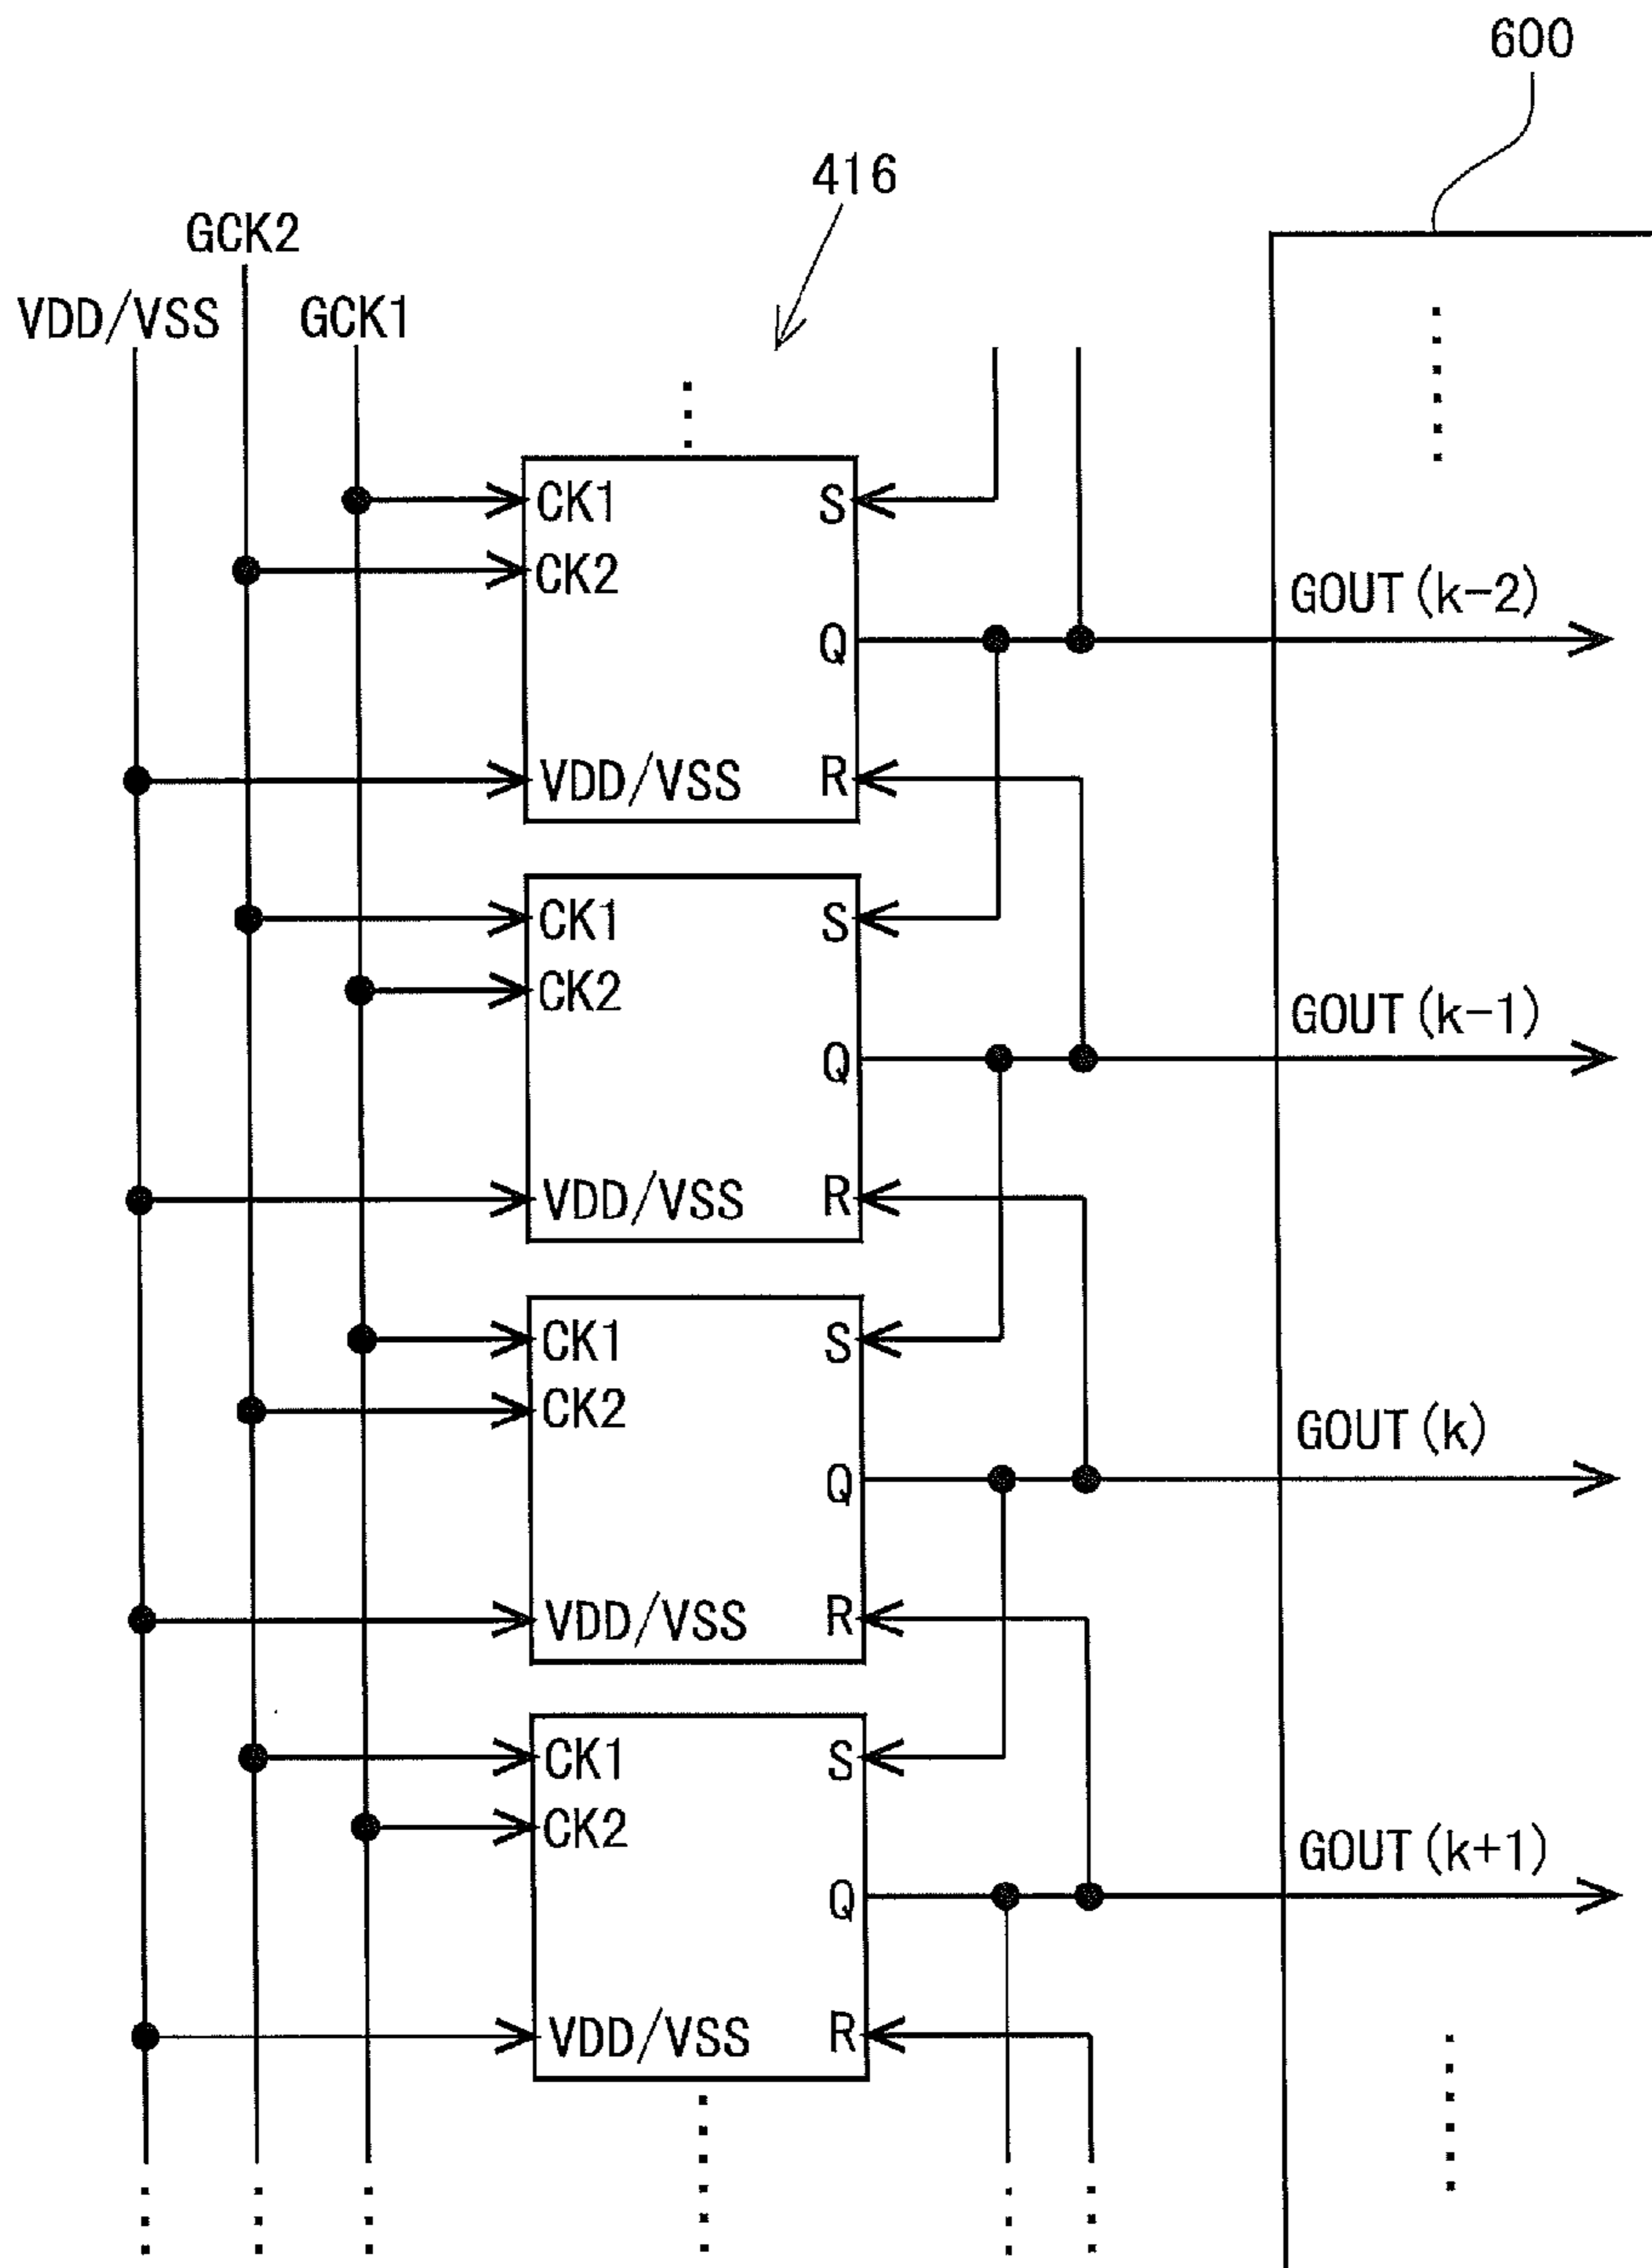 600
416
GCK2
VDD/VSS
GCK1
CK1
S
CK2
GOUT(k-2)
Q
VDD/VSS
R
CK1
S
CK2
GOUT(k-1)
Q
VDD/VSS
R
CK1
S
CK2
GOUT(k)
Q
VDD/VSS
R
CK1
S
CK2
GOUT(k+1)
Q
VDD/VSS
R